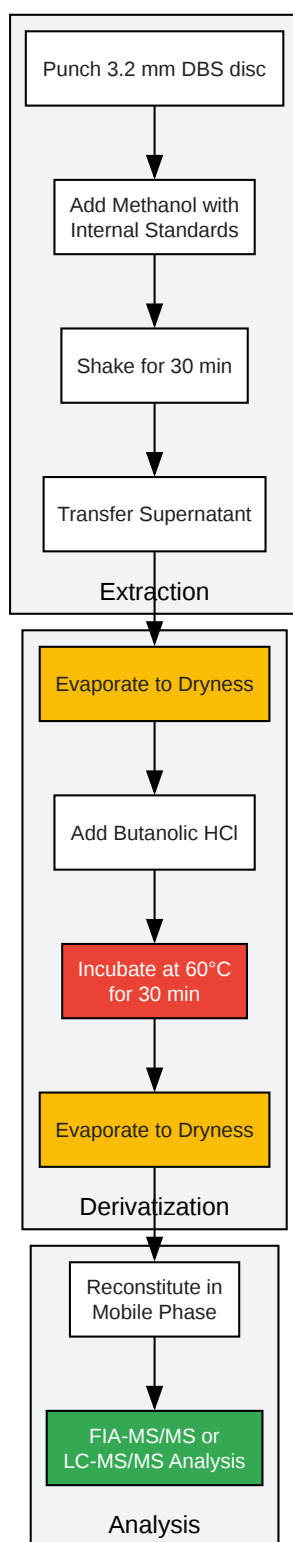 Punch 3.2 mm DBS disc
Add Methanol with
Internal Standards
Shake for 30 min
Transfer Supernatant
Extraction
Evaporate to Dryness
Add Butanolic HCl
Incubate at 60°C
for 30 min
Evaporate to Dryness
Derivatization
Reconstitute in
Mobile Phase
FIA-MS/MS or
LC-MS/MS Analysis
Analysis